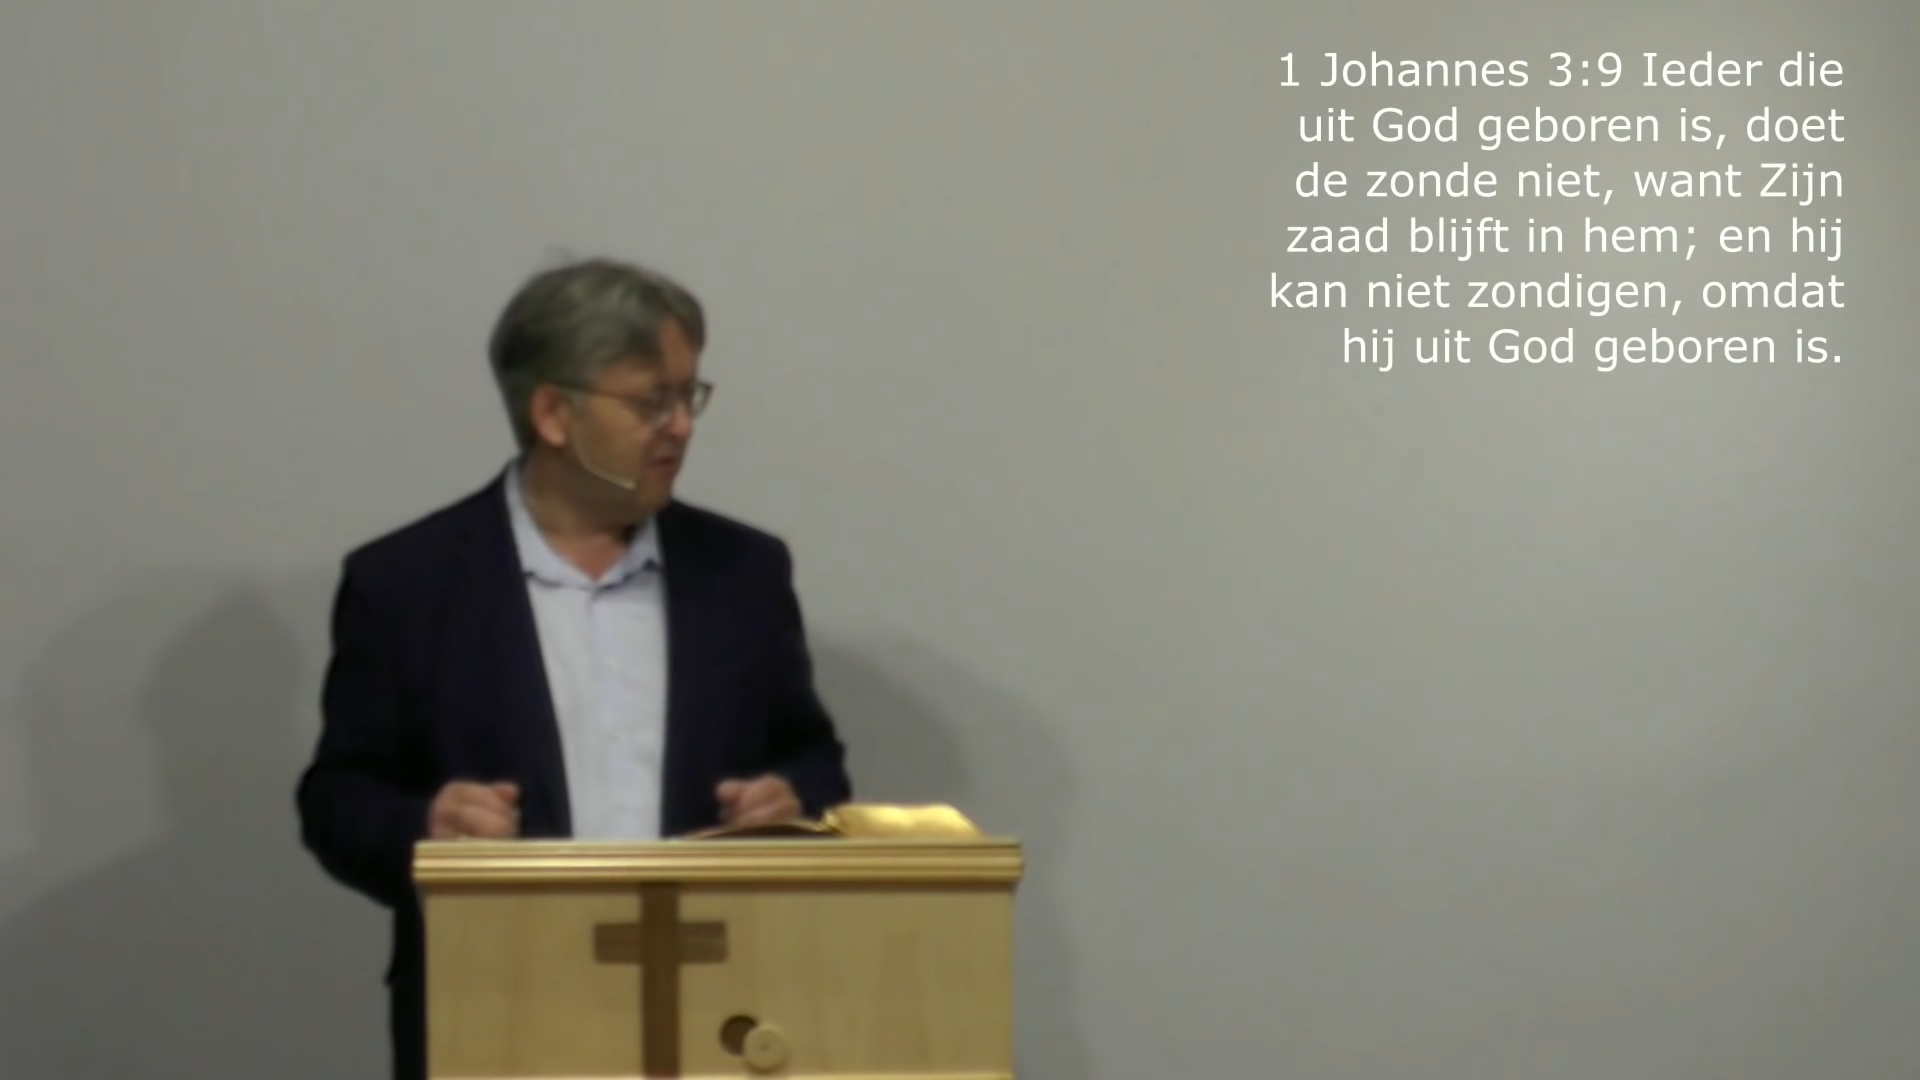 1 Johannes 3:9 Ieder die
uit God geboren is, doet
de zonde niet, want Zijn
zaad blijft in hem; en hij
kan niet zondigen, omdat
hij uit God geboren is.